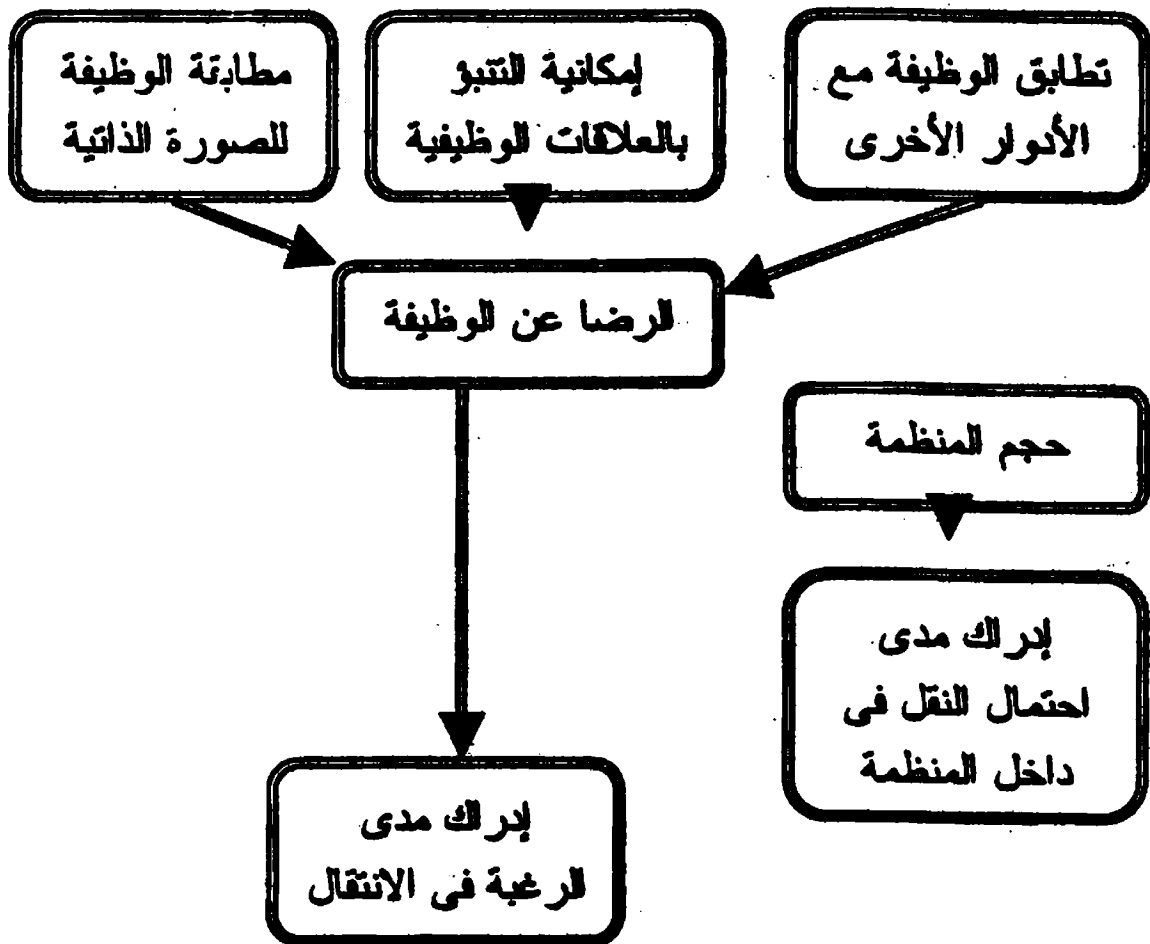 تطابق الوظيفة مع
الأدوار الأخرى
إمكانية التنبؤ
بالعلاقات الوظيفية
مطابقة الوظيفة
للصورة الذاتية
الرضا عن الوظيفة
حجم المنظمة
إدراك مدى
احتمال النقل فى
داخل المنظمة
إدراك مدى
الرغبة فى الانتقال